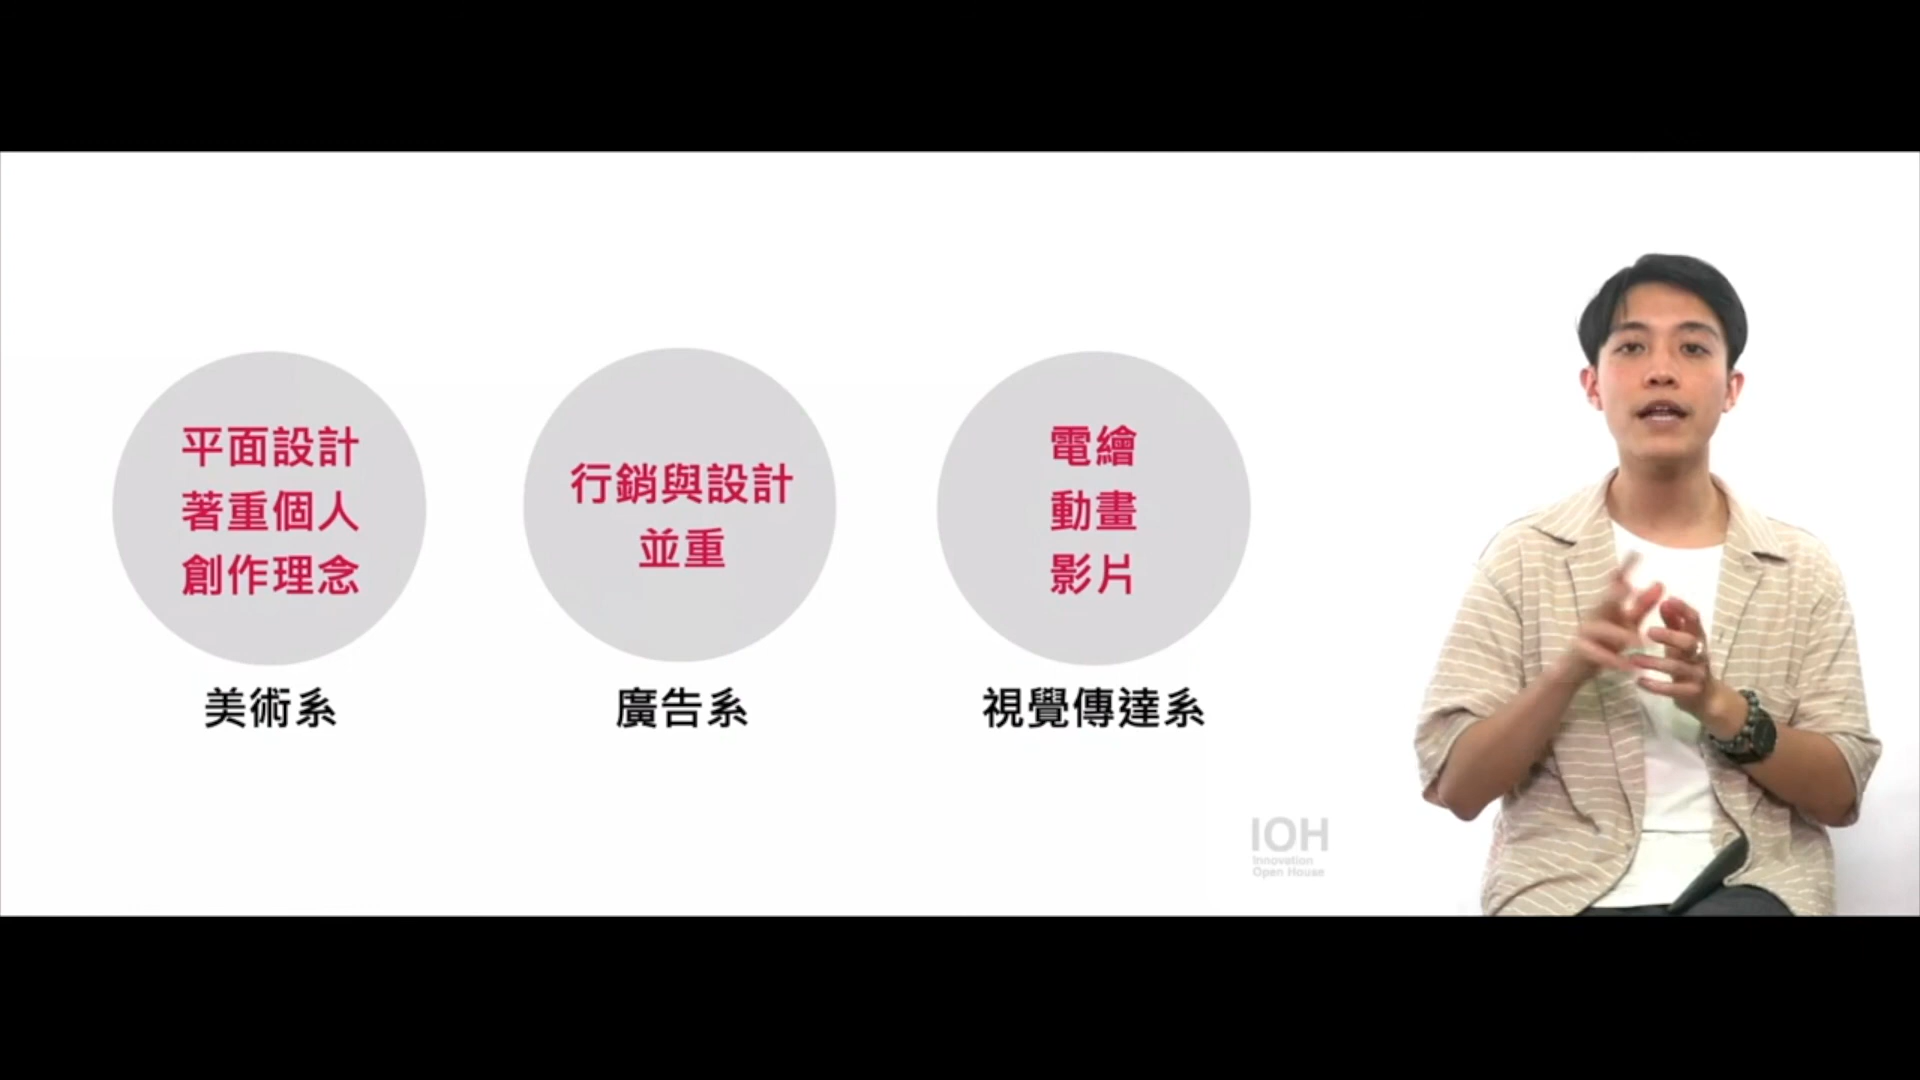 平面設計
著重個人
創作理念
美術系
行銷與設計
並重
廣告系
電繪
動畫
影片
視覺傳達系
IOH
Innovation
Open House